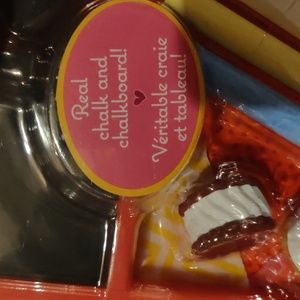 Real
chalk and
chalkboard!
Véritable craie
et tableau!